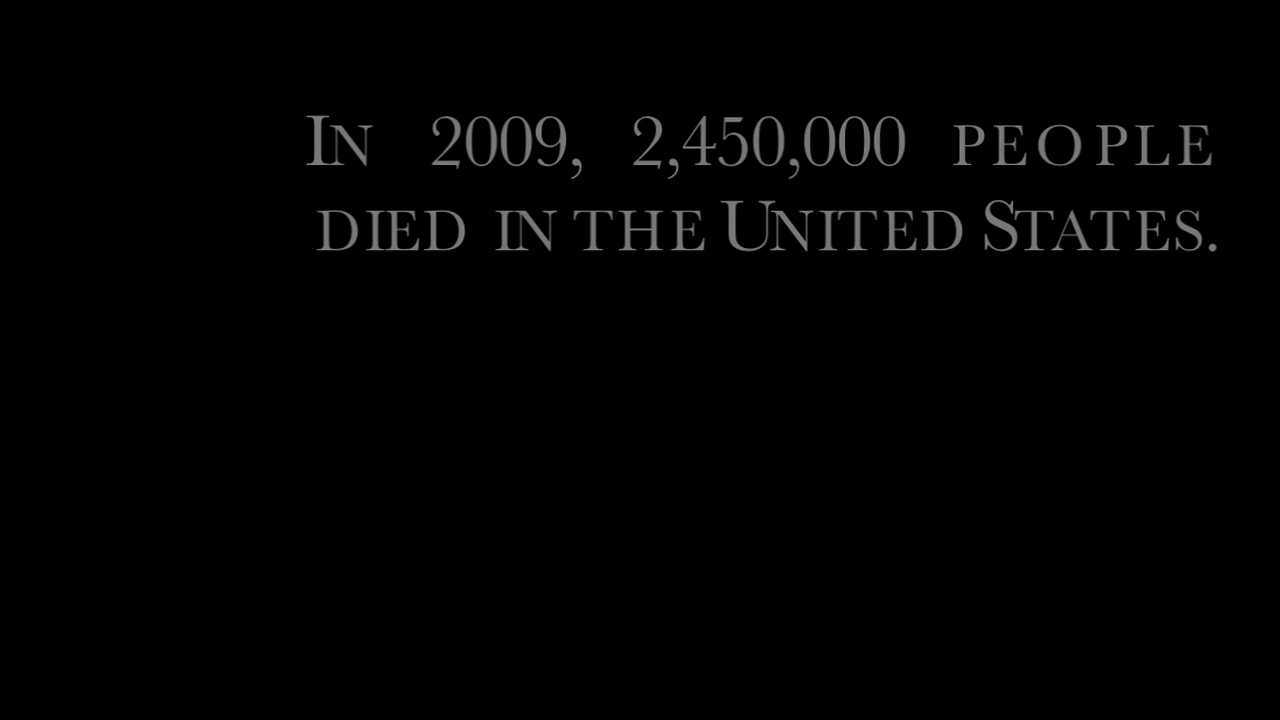 In 2009, 2,450,000 people
died in the United States.